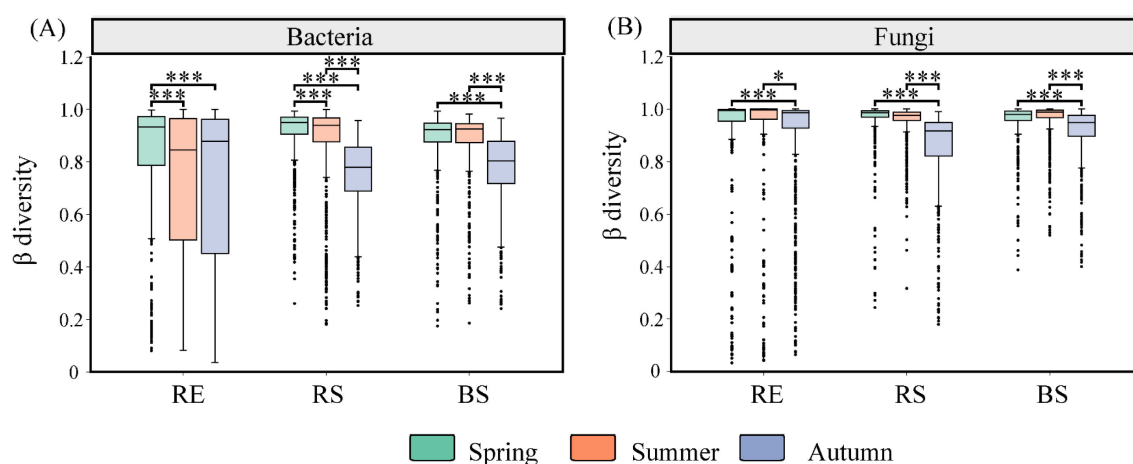 (A)
Bacteria
β diversity
1.2
1.0
0.8
0.6
0.4
0.2
0
***
***
***
***
***
***
***
RE
RS
BS
(B)
Fungi
β diversity
1.2
1.0
0.8
0.6
0.4
0.2
0
*
***
***
***
***
***
RE
RS
BS
Spring
Summer
Autumn